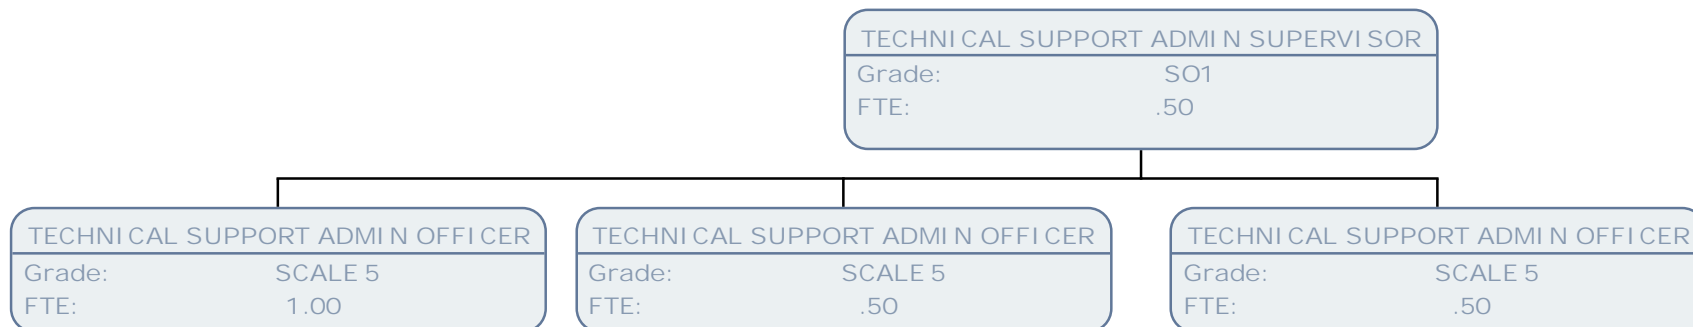 TECHNICAL SUPPORT ADMIN SUPERVISOR
Grade: SO1
FTE: .50
TECHNICAL SUPPORT ADMIN OFFICER
Grade: SCALE 5
FTE: 1.00
TECHNICAL SUPPORT ADMIN OFFICER
Grade: SCALE 5
FTE: .50
TECHNICAL SUPPORT ADMIN OFFICER
Grade: SCALE 5
FTE: .50